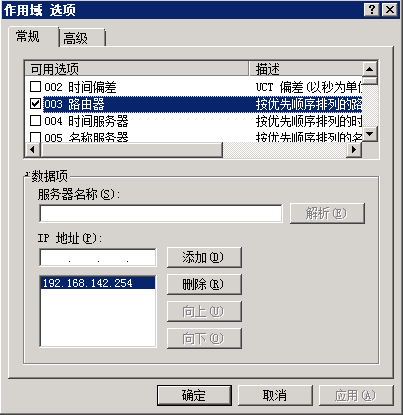 作用域 选项
常规
高级
可用选项
描述
002 时间偏差
UCT 偏差(以秒为单位
003 路由器
按优先顺序排列的路
004 时间服务器
按优先顺序排列的时
005 名称服务器
按优先顺序排列的名
数据项
服务器名称(S):
解析(E)
IP 地址(P):
. . .
添加(D)
192.168.142.254
删除(R)
向上(U)
向下(O)
确定
取消
应用(A)